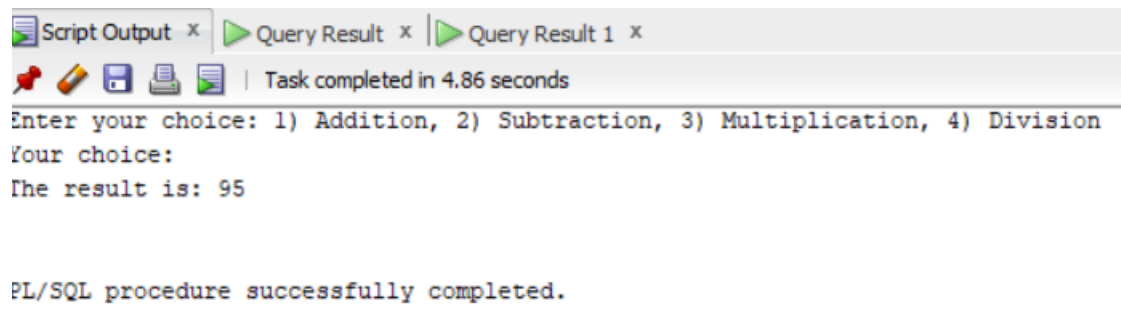 Script Output x Query Result x Query Result 1 x
Task completed in 4.86 seconds
Enter your choice: 1) Addition, 2) Subtraction, 3) Multiplication, 4) Division
Your choice:
The result is: 95
PL/SQL procedure successfully completed.